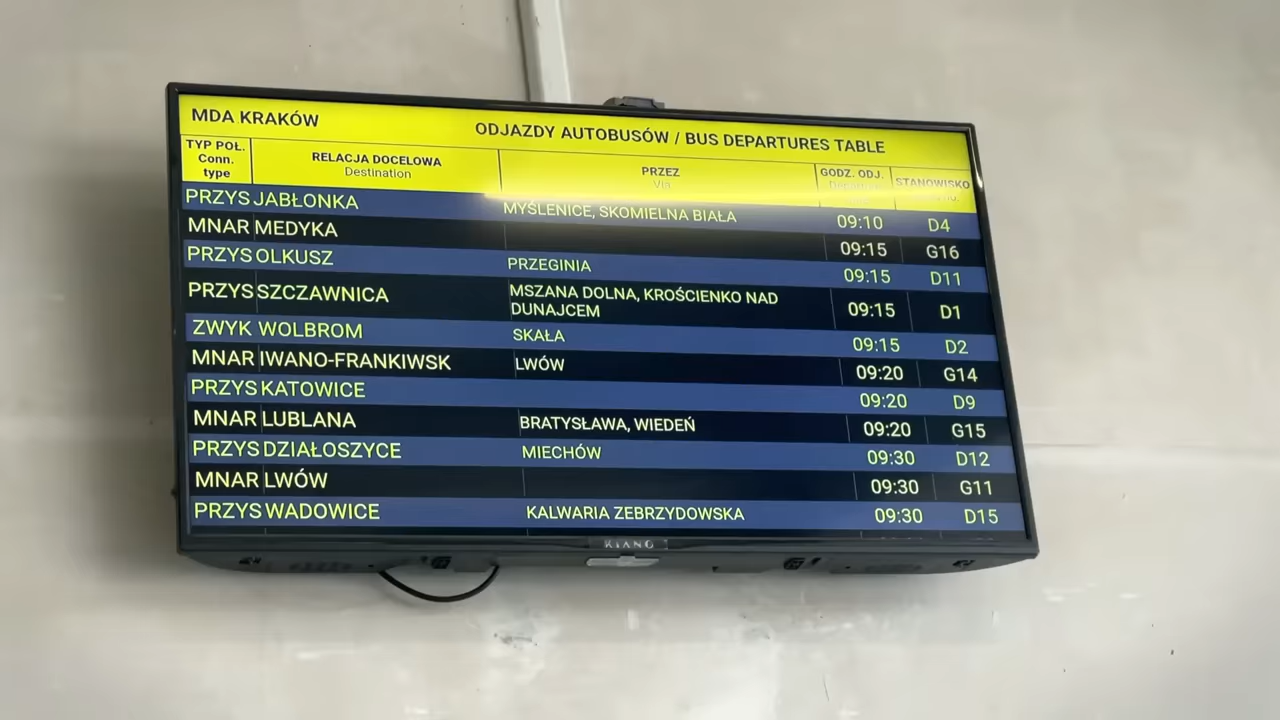 MDA KRAKÓW ODJAZDY AUTOBUSÓW / BUS DEPARTURES TABLE
TYP POŁ. Conn. type RELACJA DOCELOWA Destination PRZEZ Via GODZ. ODJ. STANOWISKO
PRZYS JABŁONKA MYŚLENICE, SKOMIELNA BIAŁA 09:10 D4
MNAR MEDYKA 09:15 G16
PRZYS OLKUSZ PRZEGINIA 09:15 D11
PRZYS SZCZAWNICA MSZANA DOLNA, KROŚCIENKO NAD DUNAJCEM 09:15 D1
ZWYK WOLBROM SKAŁA 09:15 D2
MNAR IWANO-FRANKIWSK LWÓW 09:20 G14
PRZYS KATOWICE 09:20 D9
MNAR LUBLANA BRATYSŁAWA, WIEDEŃ 09:20 G15
PRZYS DZIAŁOSZYCE MIECHÓW 09:30 D12
MNAR LWÓW 09:30 G11
PRZYS WADOWICE KALWARIA ZEBRZYDOWSKA 09:30 D15
KIANO